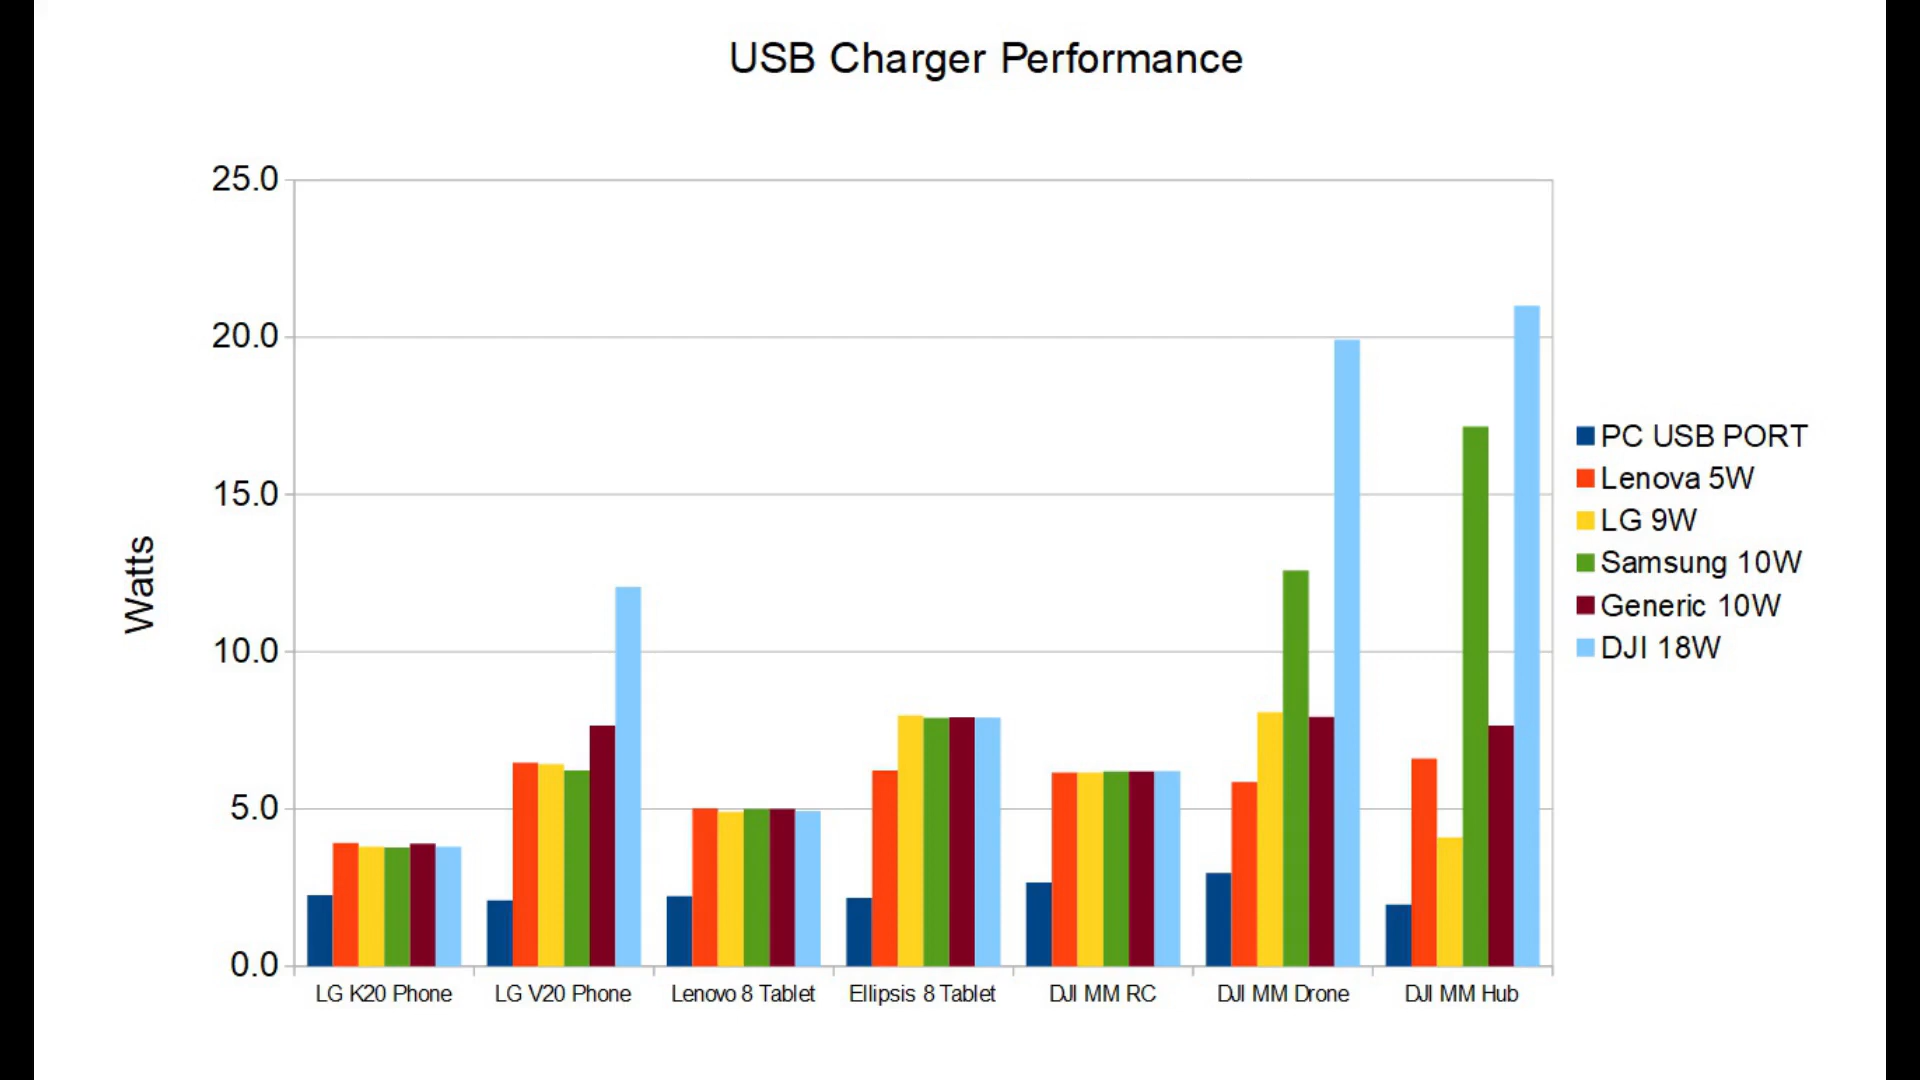 USB Charger Performance
25.0
20.0
15.0
10.0
5.0
0.0
Watts
LG K20 Phone
LG V20 Phone
Lenovo 8 Tablet
Ellipsis 8 Tablet
DJI MM RC
DJI MM Drone
DJI MM Hub
PC USB PORT
Lenova 5W
LG 9W
Samsung 10W
Generic 10W
DJI 18W